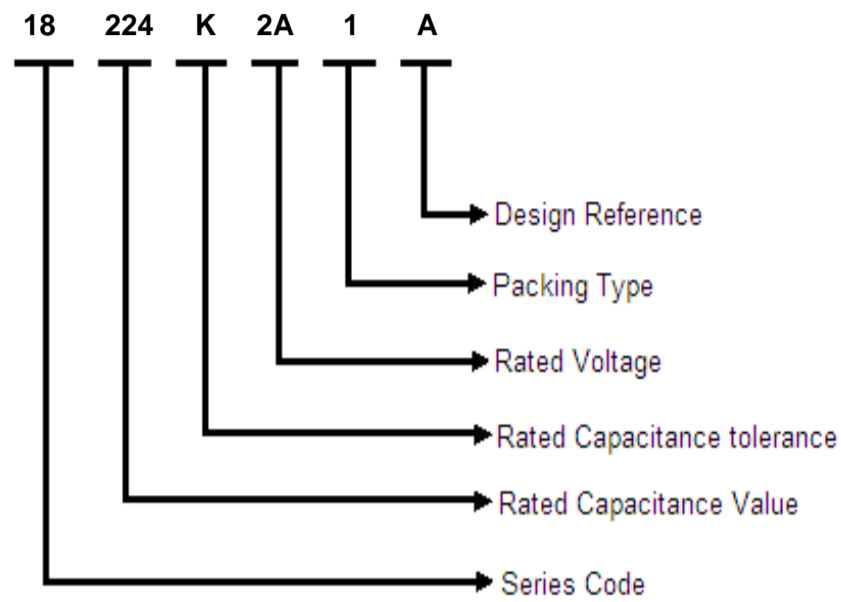 18 224 K 2A 1 A
Design Reference
Packing Type
Rated Voltage
Rated Capacitance tolerance
Rated Capacitance Value
Series Code